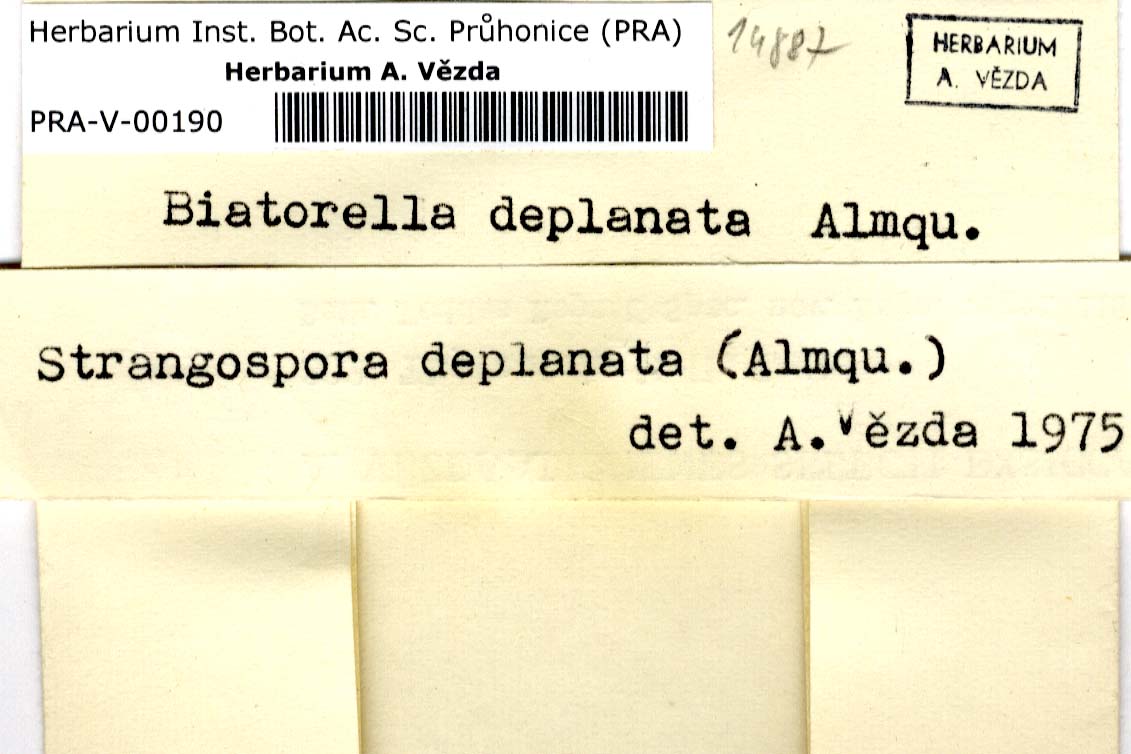 Herbarium Inst. Bot. Ac. Sc. Průhonice (PRA)
Herbarium A. Vězda
PRA-V-00190
14887
HERBARIUM
A. VĚZDA
Biatorella deplanata Almqu.
Strangospora deplanata (Almqu.)
det. A. Vězda 1975